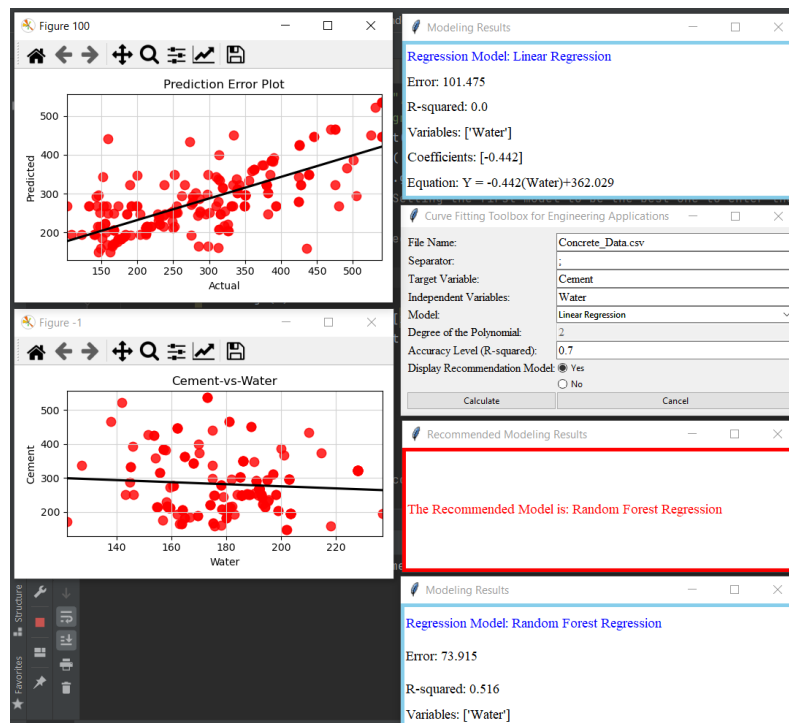 Figure 100
Prediction Error Plot
500
400
300
200
150 200 250 300 350 400 450 500
Predicted
Actual
Figure -1
Cement-vs-Water
500
400
300
200
140 160 180 200 220
Cement
Water
Structure
Favorites
Modeling Results
Regression Model: Linear Regression
Error: 101.475
R-squared: 0.0
Variables: ['Water']
Coefficients: [-0.442]
Equation: Y = -0.442(Water)+362.029
Curve Fitting Toolbox for Engineering Applications
File Name: Concrete_Data.csv
Separator: ;
Target Variable: Cement
Independent Variables: Water
Model: Linear Regression
Degree of the Polynomial: 2
Accuracy Level (R-squared): 0.7
Display Recommendation Model: Yes
No
Calculate Cancel
Recommended Modeling Results
The Recommended Model is: Random Forest Regression
Modeling Results
Regression Model: Random Forest Regression
Error: 73.915
R-squared: 0.516
Variables: ['Water']